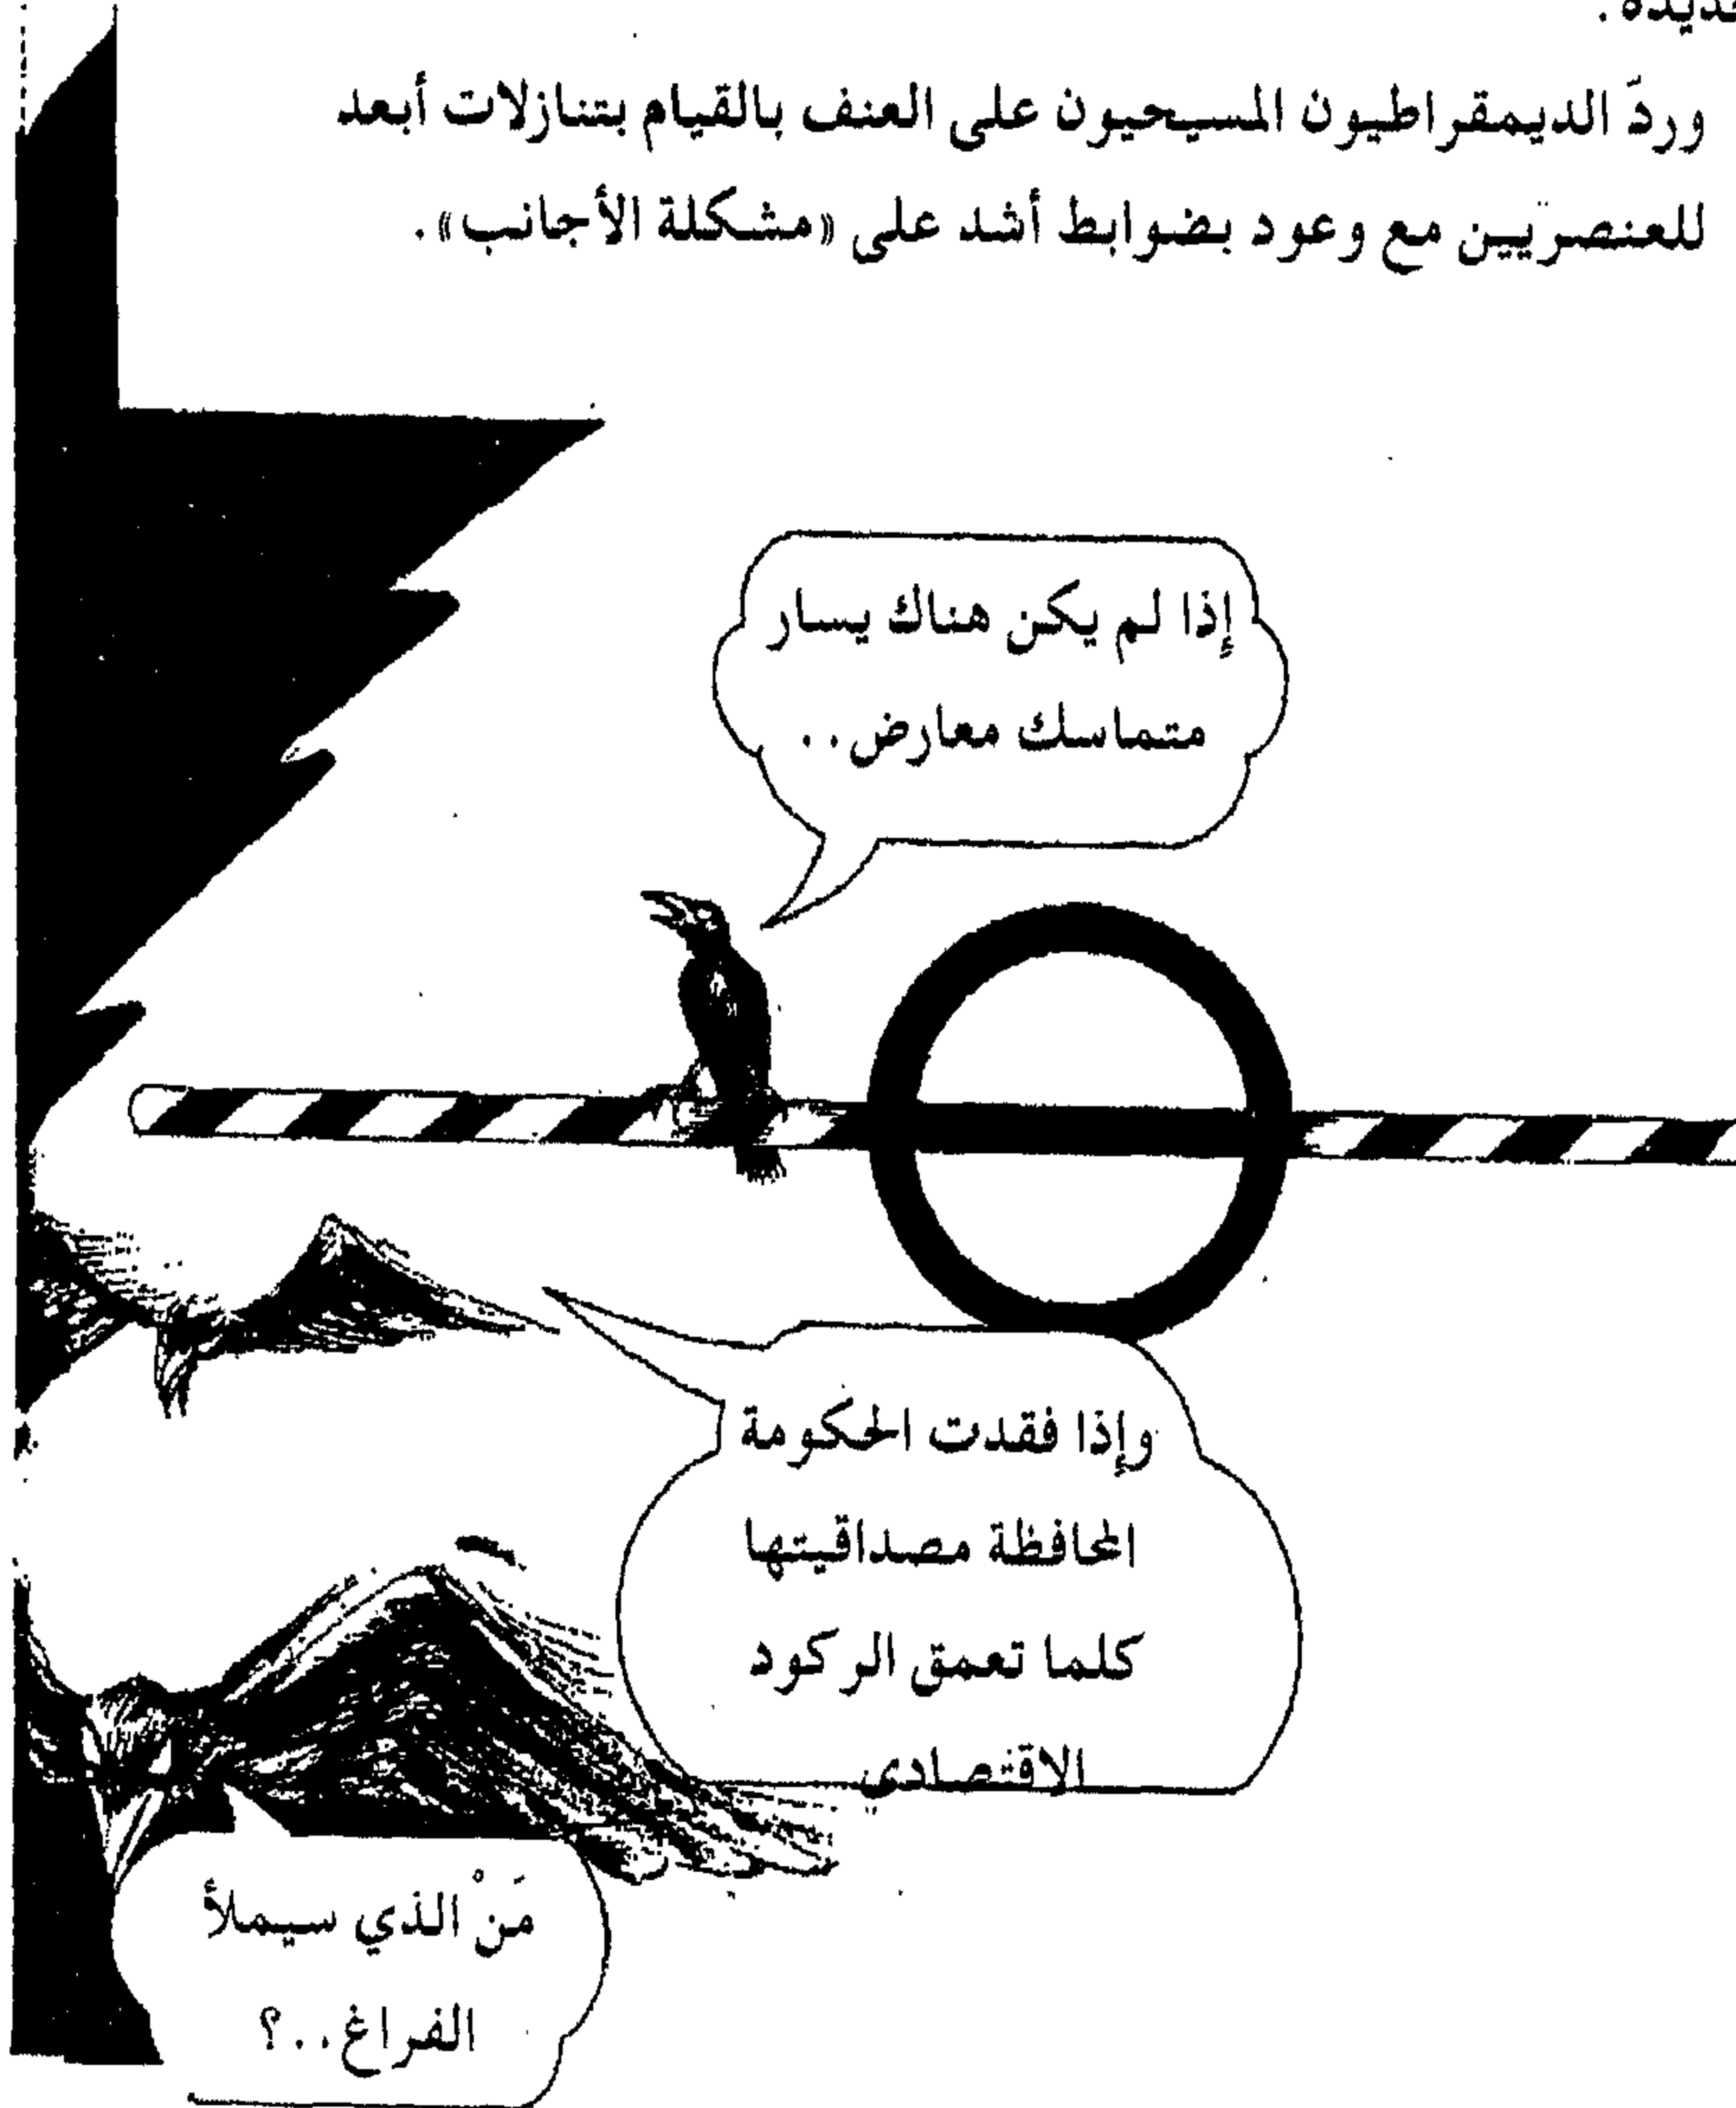 وردَّ الديمقراطيون المسيحيون على العنف بالقيام بتنازلات أبعد
للعنصريين مع وعود بضوابط أشد على «مشكلة الأجانب».
إذا لم يكن هناك يسار
متماسك معارض..
وإذا فقدت الحكومة
المحافظة مصداقيتها
كلما تعمق الركود
الاقتصادي
مَنْ الذي سيملأ
الفراغ..؟